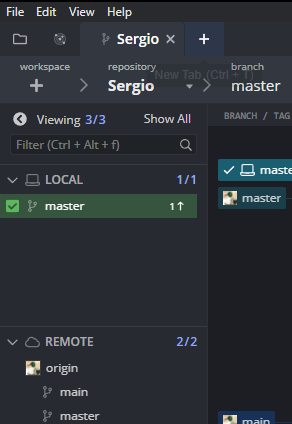 File Edit View Help
Sergio
New Tab (Ctrl + T)
workspace repository branch
Sergio master
Viewing 3/3 Show All
BRANCH / TAG
Filter (Ctrl + Alt + f)
LOCAL 1/1
maste
master 1↑
master
REMOTE 2/2
origin
main
master
main